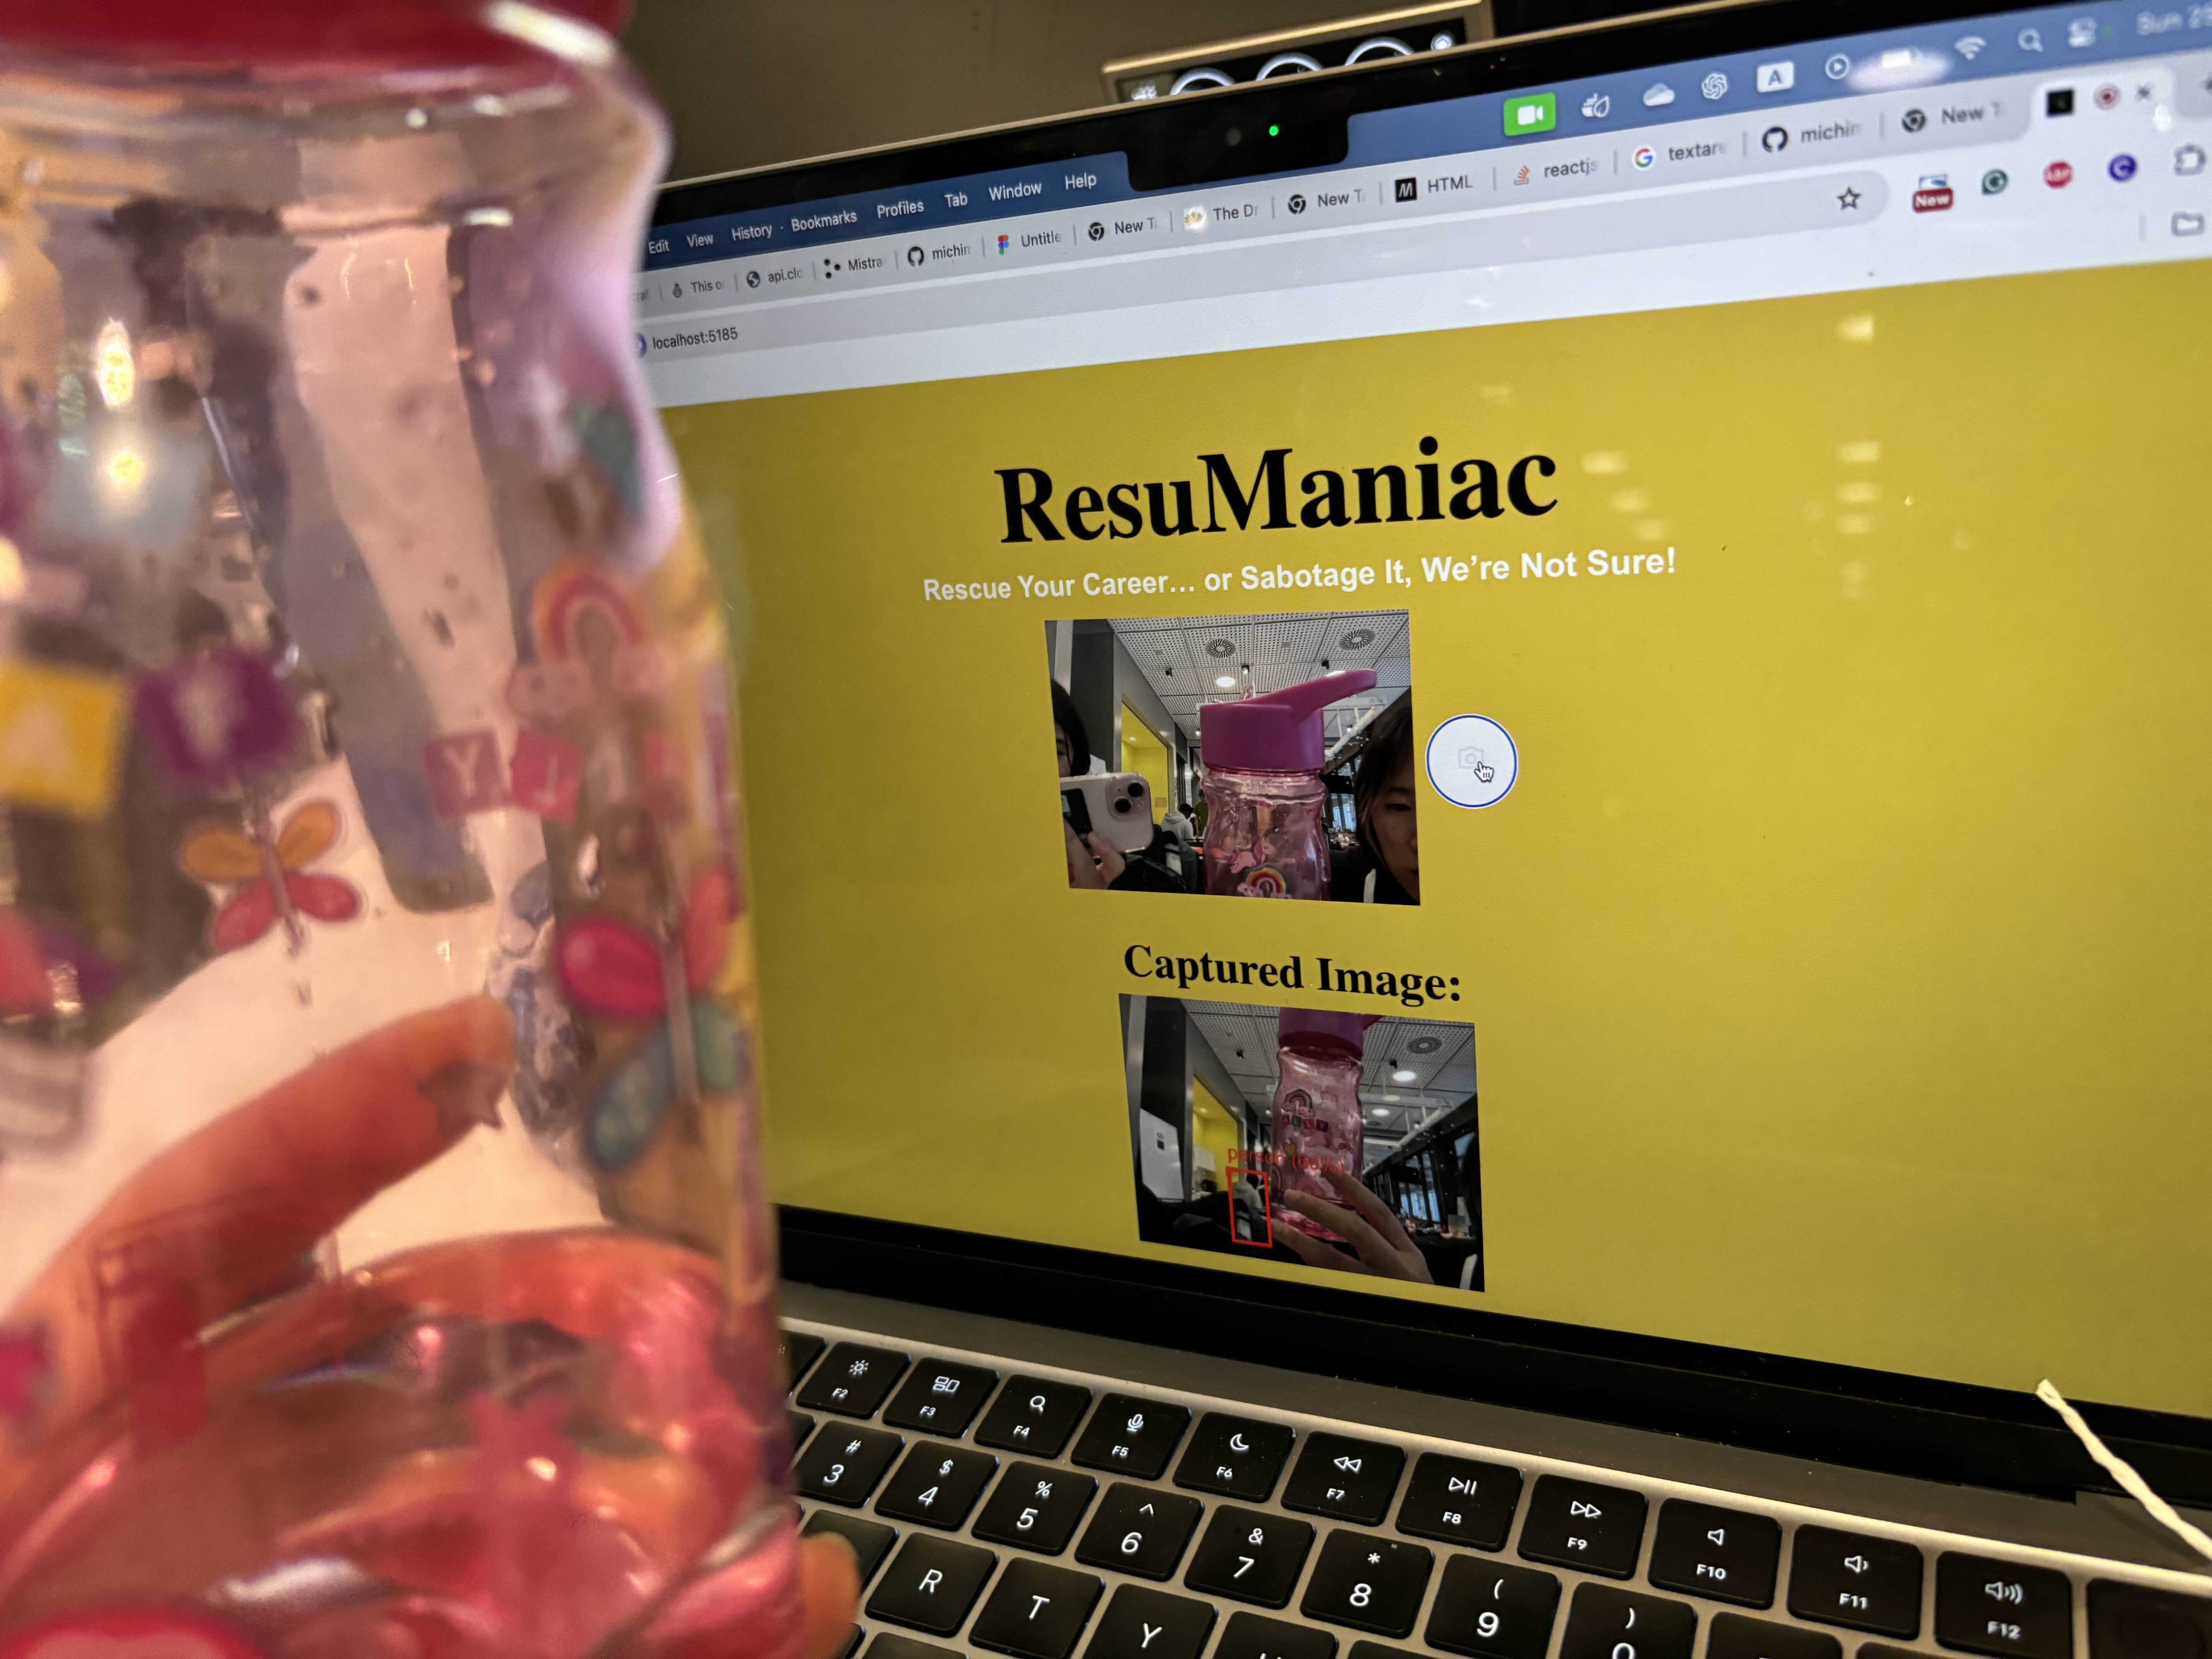 Edit View History Bookmarks Profiles Tab Window Help
A
This o
api.clo
Mistra
michin
Untitle
New T
The D
New T
HTML
reactjs
textare
michin
New T
localhost:5185
New
ResuManiac
Rescue Your Career... or Sabotage It, We’re Not Sure!
Captured Image:
F2 F3 F4 F5 F6 F7 F8 F9 F10 F11 F12
# $ % ^ & * ( )
3 4 5 6 7 8 9 0
R T Y